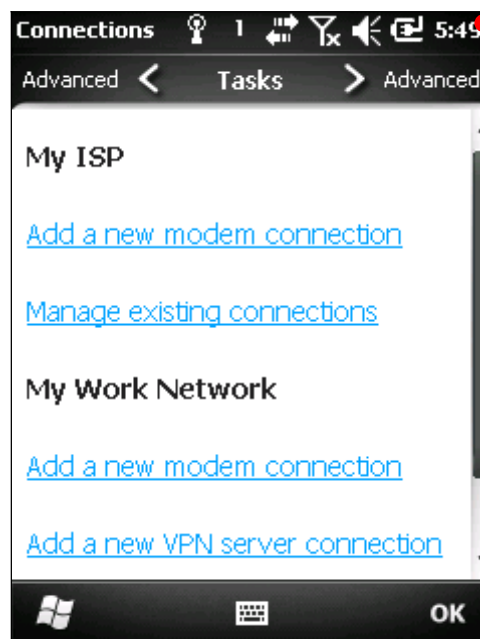 Connections 1 5:49
Advanced Tasks Advanced
My ISP
Add a new modem connection
Manage existing connections
My Work Network
Add a new modem connection
Add a new VPN server connection
OK